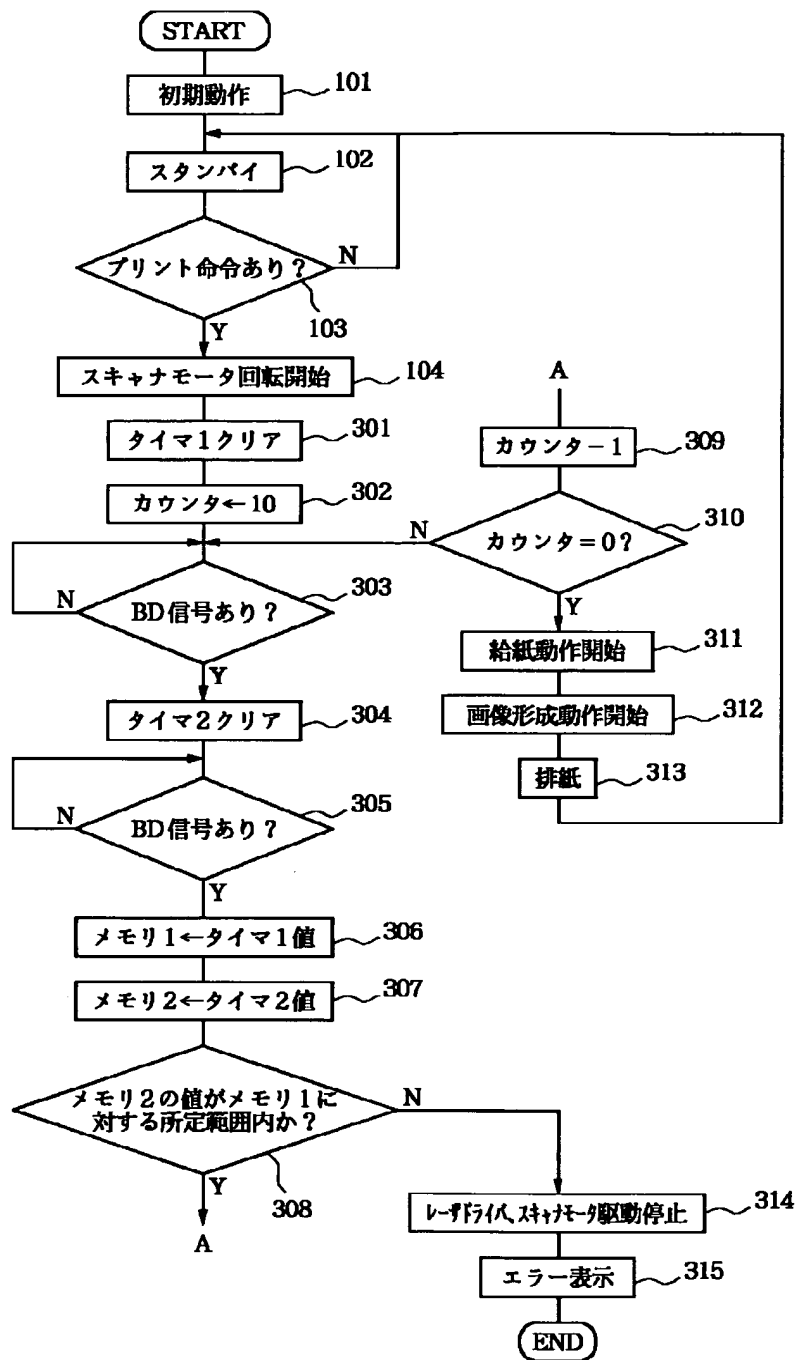 START
初期動作
101
スタンバイ
102
プリント命令あり？
N
103
Y
スキャナモータ回転開始
104
タイマ1クリア
301
カウンタ←10
302
BD信号あり？
303
N
Y
タイマ2クリア
304
BD信号あり？
305
N
Y
メモリ1←タイマ1値
306
メモリ2←タイマ2値
307
メモリ2の値がメモリ1に
対する所定範囲内か？
N
308
Y
A
A
カウンタ－1
309
カウンタ＝0？
310
N
Y
給紙動作開始
311
画像形成動作開始
312
排紙
313
レーザドライバ、スキャナモータ駆動停止
314
エラー表示
315
END